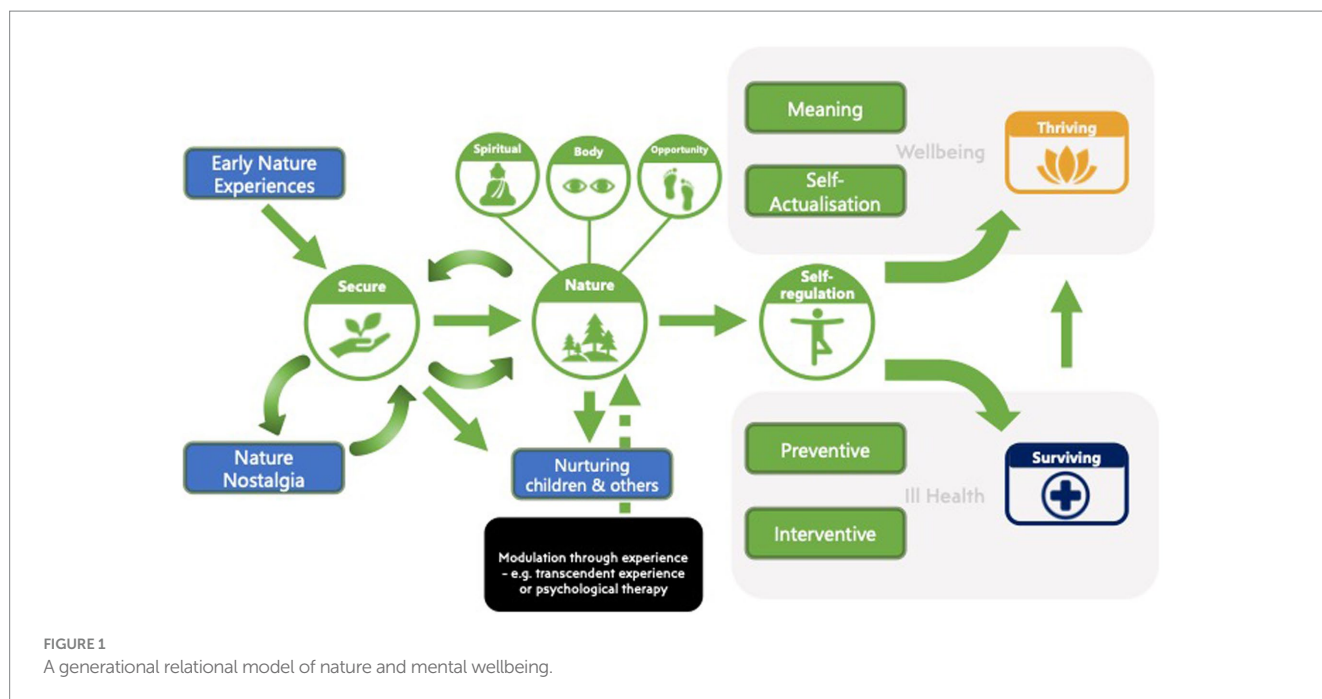 Early Nature
Experiences
Secure
Nature
Nostalgia
Spiritual
Body
Opportunity
Nature
Nurturing
children & others
Modulation through experience
- e.g. transcendent experience
or psychological therapy
Self-
regulation
Meaning
Self-
Actualisation
Wellbeing
Thriving
Preventive
Interventive
Ill Health
Surviving
FIGURE 1
A generational relational model of nature and mental wellbeing.